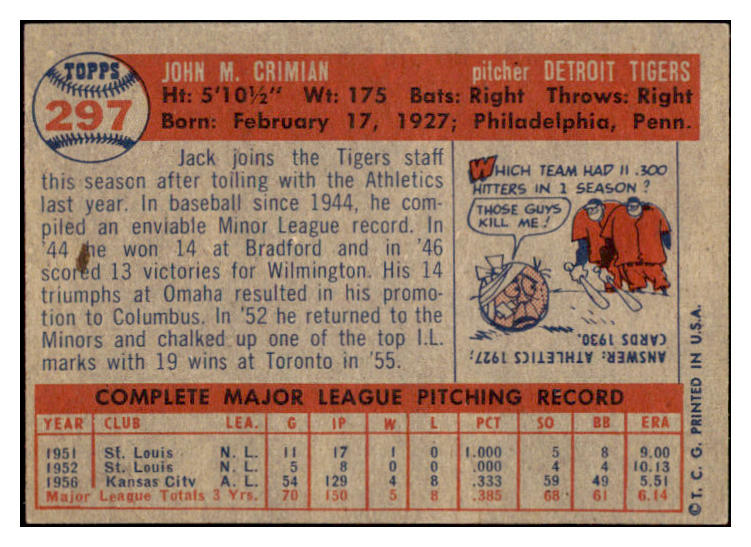 TOPPS
297
JOHN M. CRIMIAN pitcher DETROIT TIGERS
Ht: 5'10½" Wt: 175 Bats: Right Throws: Right
Born: February 17, 1927; Philadelphia, Penn.
Jack joins the Tigers staff
this season after toiling with the Athletics
last year. In baseball since 1944, he com-
piled an enviable Minor League record. In
'44 he won 14 at Bradford and in '46
scored 13 victories for Wilmington. His 14
triumphs at Omaha resulted in his promo-
tion to Columbus. In '52 he returned to the
Minors and chalked up one of the top I.L.
marks with 19 wins at Toronto in '55.
WHICH TEAM HAD 11 .300
HITTERS IN 1 SEASON?
THOSE GUYS
KILL ME!
ANSWER: ATHLETICS 1927;
CARDS 1930.
COMPLETE MAJOR LEAGUE PITCHING RECORD
YEAR CLUB LEA. G IP W L PCT SO BB ERA
1951 St. Louis N. L. 11 17 1 0 1.000 5 8 9.00
1952 St. Louis N. L. 5 8 0 0 .000 4 4 10.13
1956 Kansas City A. L. 54 129 4 8 .333 59 49 5.51
Major League Totals 3 Yrs. 70 150 5 8 .385 68 61 6.14
© T. C. G. PRINTED IN U.S.A.